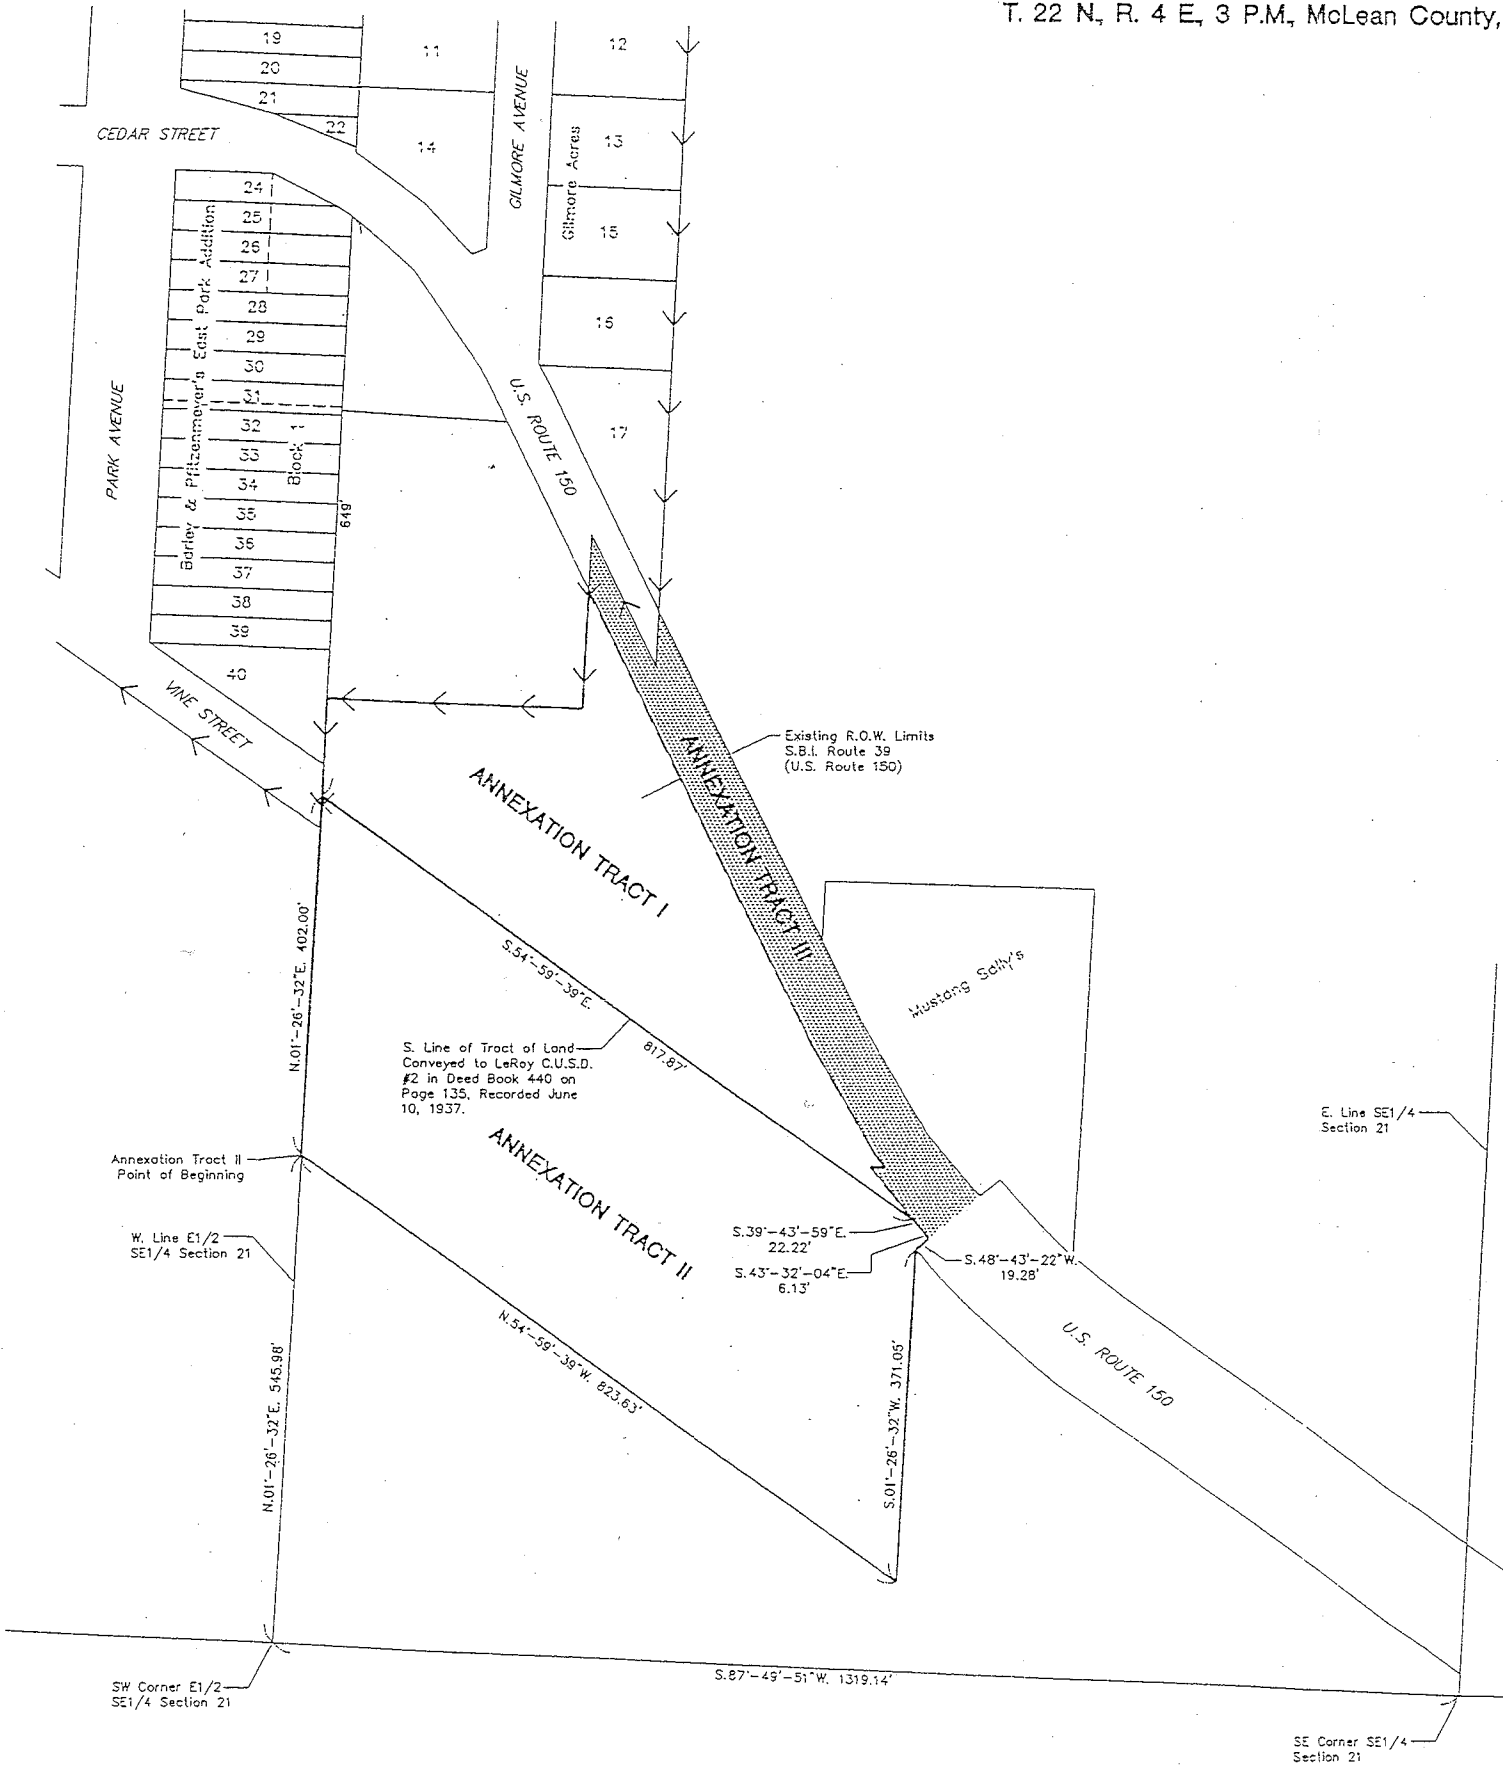 T. 22 N., R. 4 E., 3 P.M., McLean County,
19
20
21
22
11
14
12
13
15
16
17
CEDAR STREET
GILMORE AVENUE
Gilmore Acres
PARK AVENUE
Barley & Pfitzenmeyer's East Park Addition
Block 1
24
25
26
27
28
29
30
31
32
33
34
35
36
37
38
39
40
649'
U.S. ROUTE 150
VINE STREET
Existing R.O.W. Limits
S.B.I. Route 39
(U.S. Route 150)
ANNEXATION TRACT I
ANNEXATION TRACT III
Mustang Sally's
N.01°-26'-32"E. 402.00'
S.54°-59'-39"E.
817.87'
S. Line of Tract of Land
Conveyed to LeRoy C.U.S.D.
#2 in Deed Book 440 on
Page 135, Recorded June
10, 1937.
E. Line SE1/4
Section 21
Annexation Tract II
Point of Beginning
ANNEXATION TRACT II
W. Line E1/2
SE1/4 Section 21
S.39°-43'-59"E.
22.22'
S.43°-32'-04"E.
6.13'
S.48°-43'-22"W.
19.28'
N.54°-59'-39"W. 823.63'
U.S. ROUTE 150
N.01°-26'-32"E. 545.98'
S.01°-26'-32"W. 371.05'
S.87°-49'-51"W. 1319.14'
SW Corner E1/2
SE1/4 Section 21
SE Corner SE1/4
Section 21